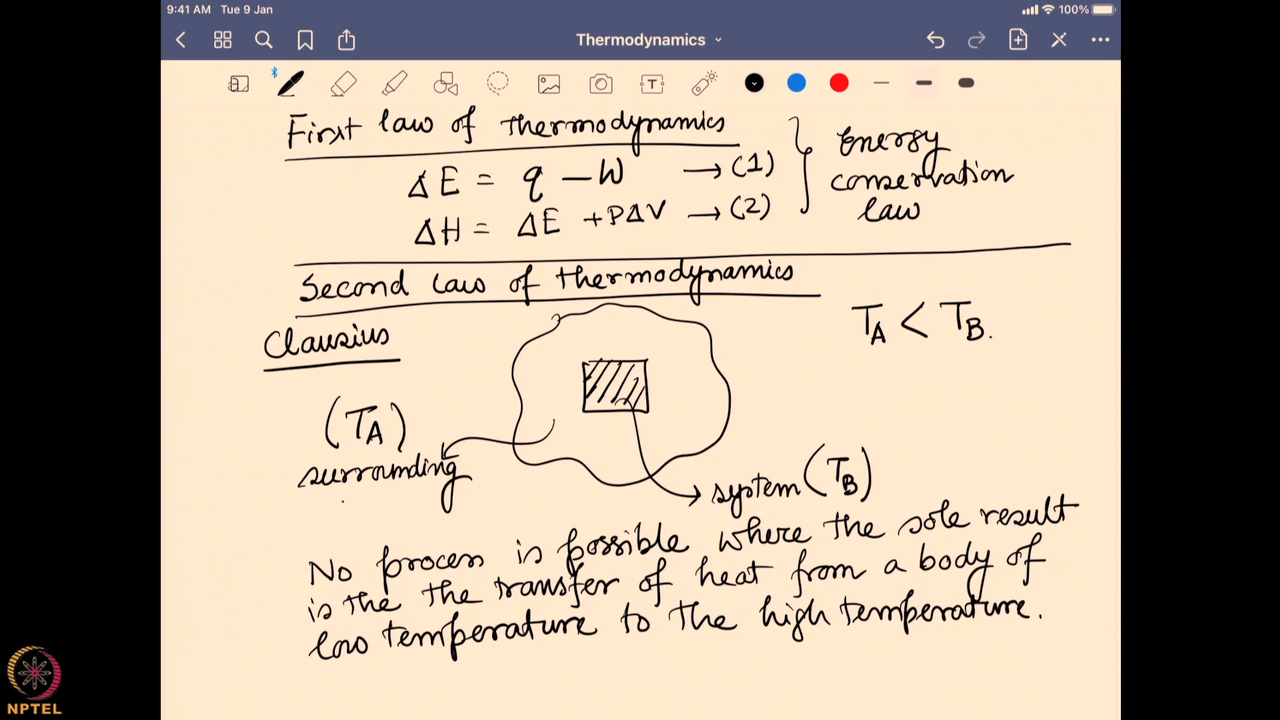 9:41 AM Tue 9 Jan
100%
Thermodynamics
T
First law of thermodynamics
ΔE = q - W → (1)
ΔH = ΔE + PΔV → (2)
Energy
conservation
law
Second law of thermodynamics
Clausius
T_A < T_B.
(T_A)
surrounding
system (T_B)
No process is possible where the sole result
is the the transfer of heat from a body of
low temperature to the high temperature.
NPTEL